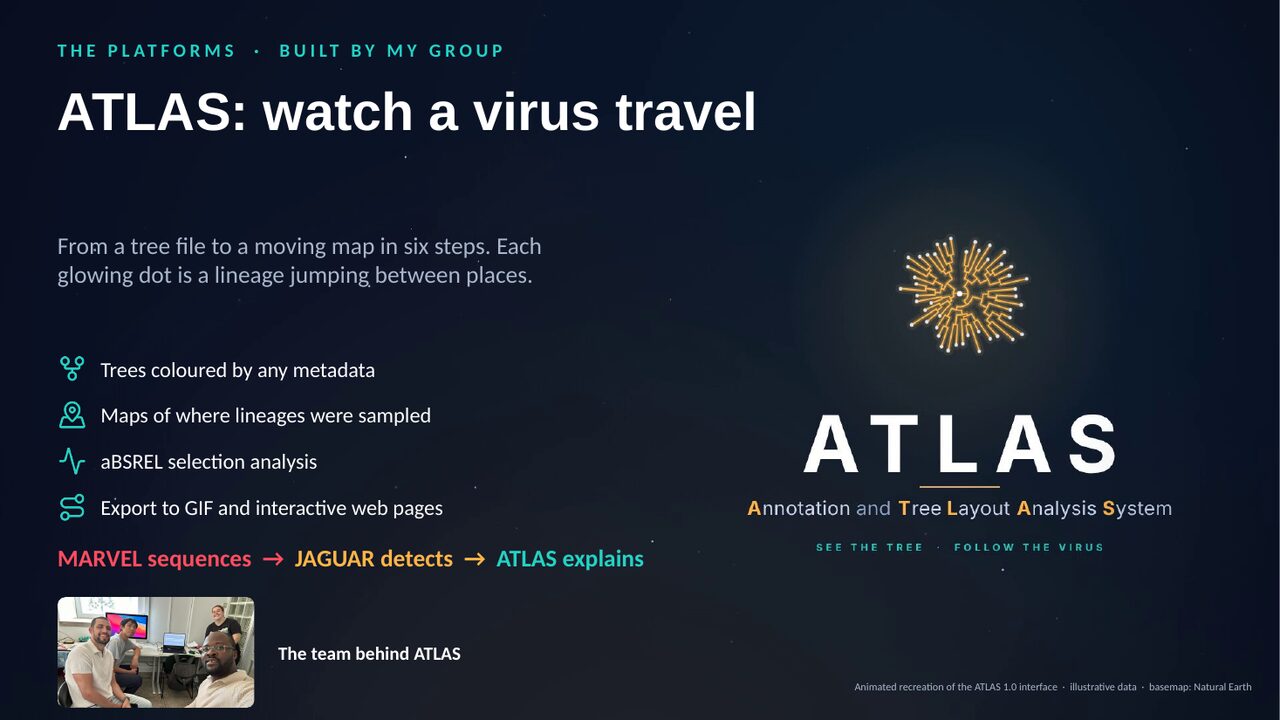 THE PLATFORMS · BUILT BY MY GROUP
ATLAS: watch a virus travel
From a tree file to a moving map in six steps. Each
glowing dot is a lineage jumping between places.
Trees coloured by any metadata
Maps of where lineages were sampled
aBSREL selection analysis
Export to GIF and interactive web pages
MARVEL sequences → JAGUAR detects → ATLAS explains
The team behind ATLAS
ATLAS
Annotation and Tree Layout Analysis System
SEE THE TREE · FOLLOW THE VIRUS
Animated recreation of the ATLAS 1.0 interface · illustrative data · basemap: Natural Earth